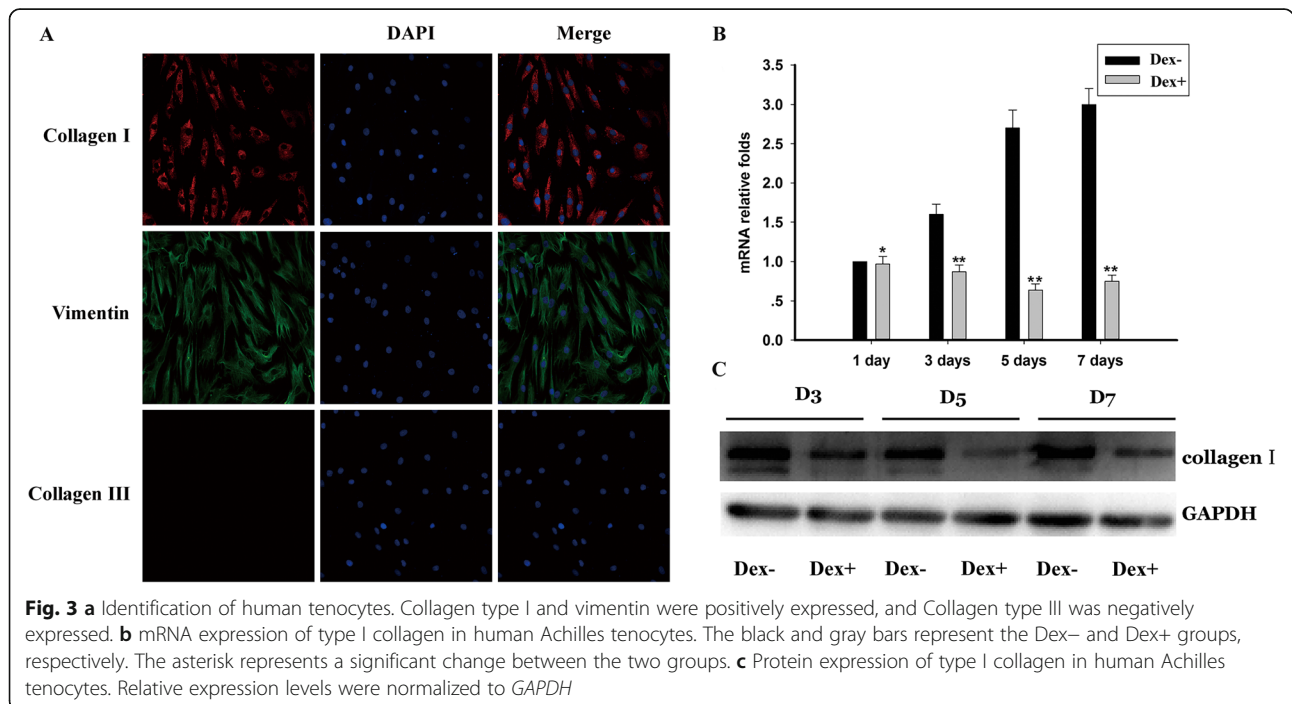 A
DAPI
Merge
Collagen I
Vimentin
Collagen III
B
Dex-
Dex+
mRNA relative folds
3.5
3.0
2.5
2.0
1.5
1.0
.5
0.0
*
**
**
**
1 day
3 days
5 days
7 days
C
D3
D5
D7
collagen I
GAPDH
Dex-
Dex+
Dex-
Dex+
Dex-
Dex+
Fig. 3 a Identification of human tenocytes. Collagen type I and vimentin were positively expressed, and Collagen type III was negatively
expressed. b mRNA expression of type I collagen in human Achilles tenocytes. The black and gray bars represent the Dex− and Dex+ groups,
respectively. The asterisk represents a significant change between the two groups. c Protein expression of type I collagen in human Achilles
tenocytes. Relative expression levels were normalized to GAPDH